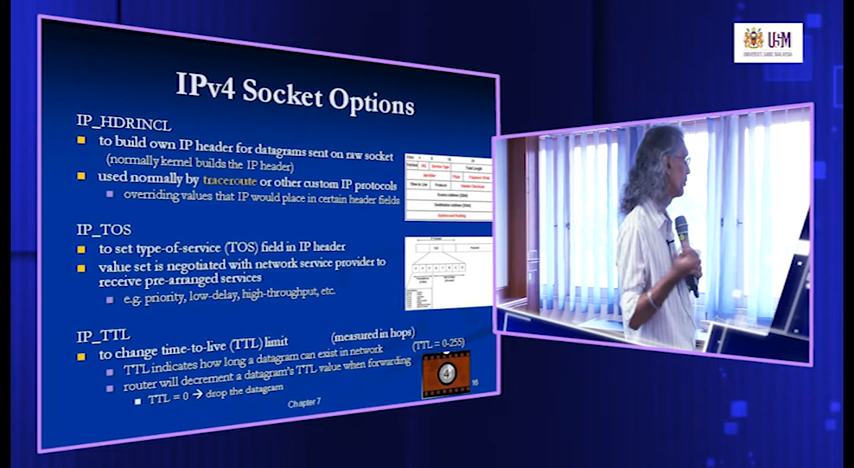 USM
UNIVERSITI SAINS MALAYSIA
IPv4 Socket Options
IP_HDRINCL
to build own IP header for datagrams sent on raw socket
(normally kernel builds the IP header)
used normally by traceroute or other custom IP protocols
overriding values that IP would place in certain header fields
IP_TOS
to set type-of-service (TOS) field in IP header
value set is negotiated with network service provider to
receive pre-arranged services
e.g. priority, low-delay, high-throughput, etc.
IP_TTL
to change time-to-live (TTL) limit (measured in hops)
TTL indicates how long a datagram can exist in network (TTL = 0-255)
router will decrement a datagram's TTL value when forwarding
TTL = 0 → drop the datagram
4
Chapter 7
16